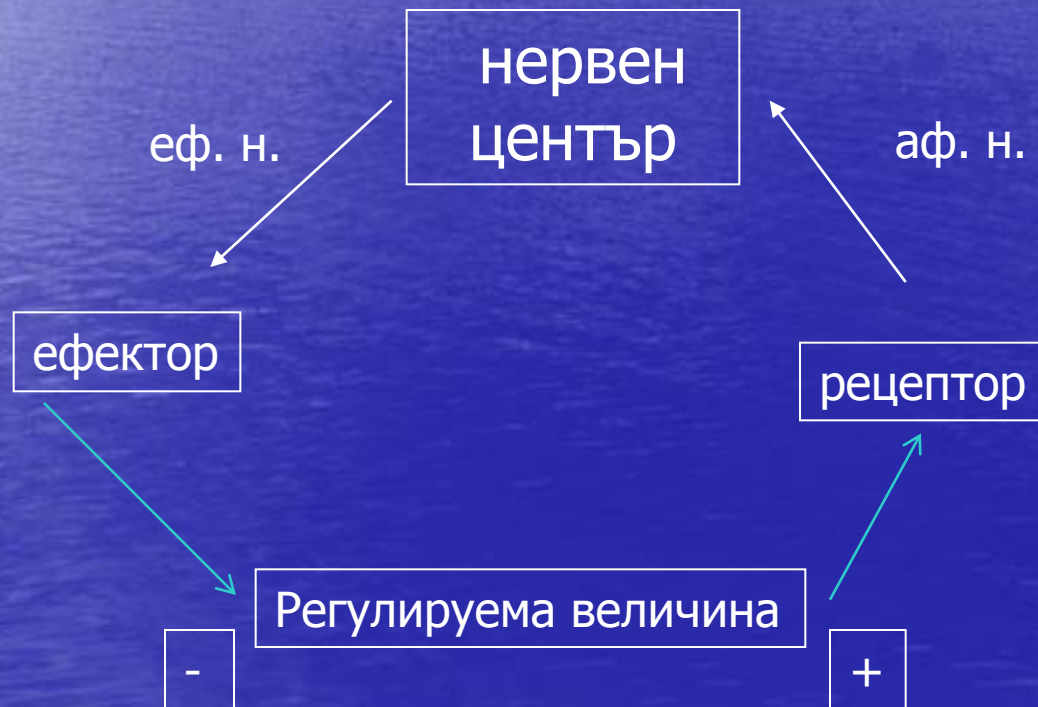 нервен
център
еф. н.
аф. н.
ефектор
рецептор
Регулируема величина
-
+